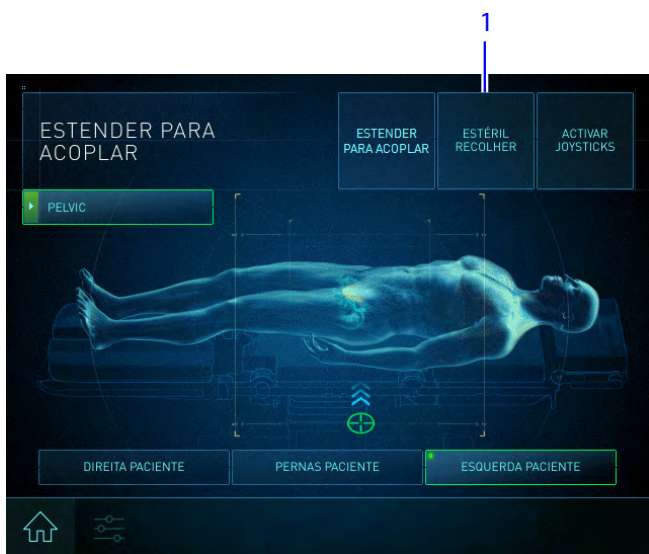 1
ESTENDER PARA
ACOPLAR
ESTENDER
PARA ACOPLAR
ESTÉRIL
RECOLHER
ACTIVAR
JOYSTICKS
PELVIC
DIREITA PACIENTE
PERNAS PACIENTE
ESQUERDA PACIENTE